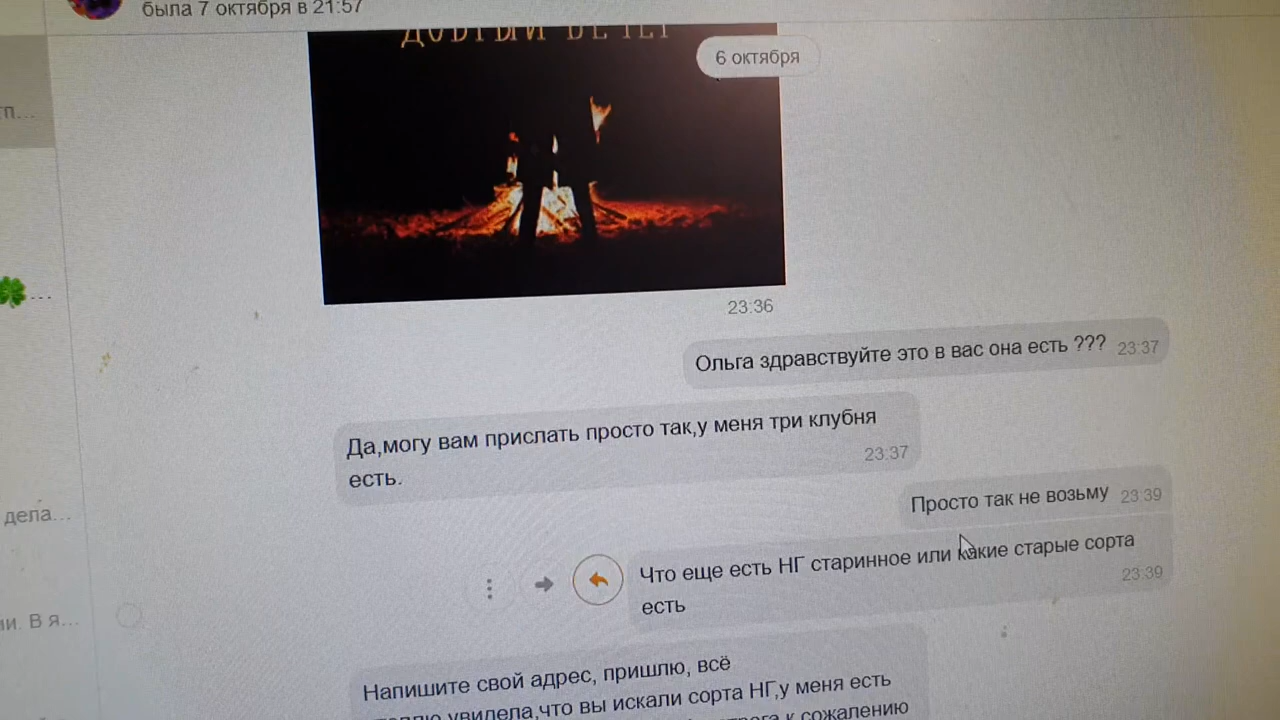 была 7 октября в 21:57
6 октября
п...
23:36
Ольга здравствуйте это в вас она есть ??? 23:37
Да,могу вам прислать просто так,у меня три клубня
есть.
23:37
дела...
Просто так не возьму 23:39
Что еще есть НГ старинное или какие старые сорта
есть
23:39
ли. В я...
Напишите свой адрес, пришлю, всё
увидела,что вы искали сорта НГ,у меня есть
к сожалению